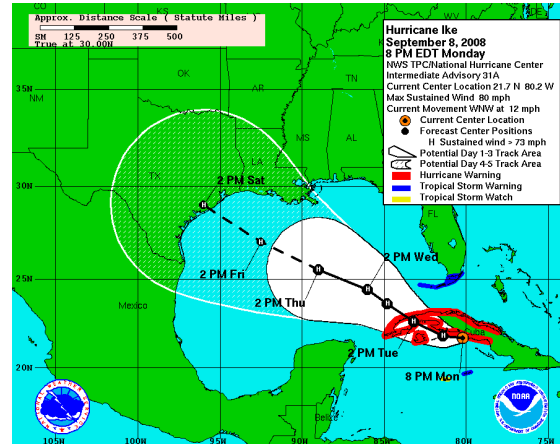 Approx. Distance Scale ( Statute Miles )
SM 125 250 375 500
True at 30.00N
Hurricane Ike
September 8, 2008
8 PM EDT Monday
NWS TPC/National Hurricane Center
Intermediate Advisory 31A
Current Center Location 21.7 N 80.2 W
Max Sustained Wind 80 mph
Current Movement WNW at 12 mph
Current Center Location
Forecast Center Positions
H Sustained wind > 73 mph
Potential Day 1-3 Track Area
Potential Day 4-5 Track Area
Hurricane Warning
Tropical Storm Warning
Tropical Storm Watch
OK
AR
TN
NM
MS
AL
TX
LA
FL
WV
35N
30N
25N
20N
2 PM Sat
2 PM Fri
2 PM Thu
2 PM Wed
2 PM Tue
8 PM Mon
H
H
H
H
H
H
H
Mexico
NOAA
105W
100W
95W
90W
85W
80W
75W